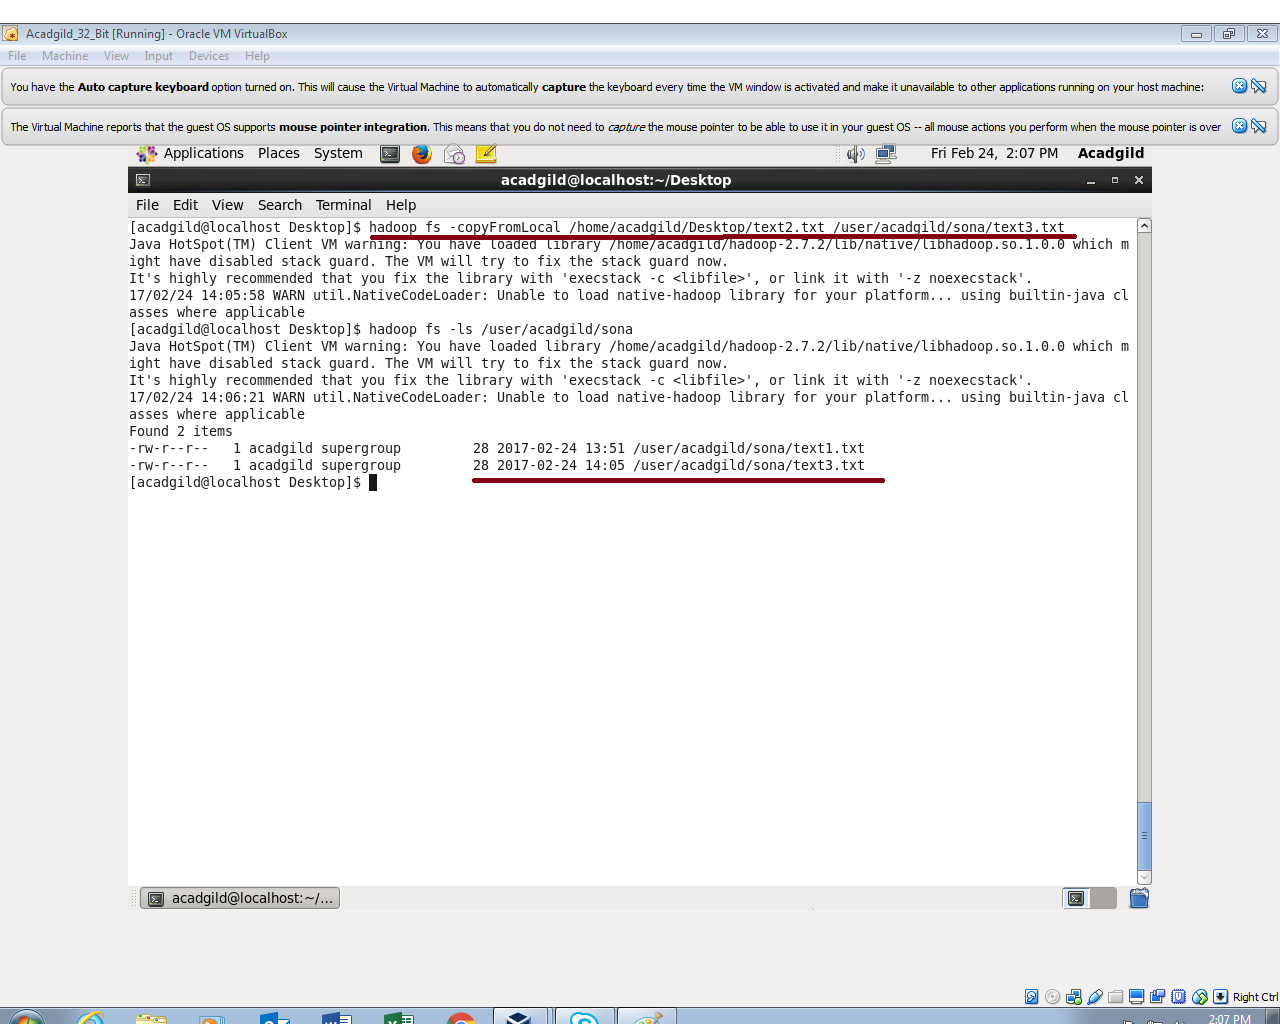 Acadgild_32_Bit [Running] - Oracle VM VirtualBox
File Machine View Input Devices Help
You have the Auto capture keyboard option turned on. This will cause the Virtual Machine to automatically capture the keyboard every time the VM window is activated and make it unavailable to other applications running on your host machine:
The Virtual Machine reports that the guest OS supports mouse pointer integration. This means that you do not need to capture the mouse pointer to be able to use it in your guest OS -- all mouse actions you perform when the mouse pointer is over
Applications Places System Fri Feb 24, 2:07 PM Acadgild
acadgild@localhost:~/Desktop
File Edit View Search Terminal Help
[acadgild@localhost Desktop]$ hadoop fs -copyFromLocal /home/acadgild/Desktop/text2.txt /user/acadgild/sona/text3.txt
Java HotSpot(TM) Client VM warning: You have loaded library /home/acadgild/hadoop-2.7.2/lib/native/libhadoop.so.1.0.0 which m
ight have disabled stack guard. The VM will try to fix the stack guard now.
It's highly recommended that you fix the library with 'execstack -c <libfile>', or link it with '-z noexecstack'.
17/02/24 14:05:58 WARN util.NativeCodeLoader: Unable to load native-hadoop library for your platform... using builtin-java cl
asses where applicable
[acadgild@localhost Desktop]$ hadoop fs -ls /user/acadgild/sona
Java HotSpot(TM) Client VM warning: You have loaded library /home/acadgild/hadoop-2.7.2/lib/native/libhadoop.so.1.0.0 which m
ight have disabled stack guard. The VM will try to fix the stack guard now.
It's highly recommended that you fix the library with 'execstack -c <libfile>', or link it with '-z noexecstack'.
17/02/24 14:06:21 WARN util.NativeCodeLoader: Unable to load native-hadoop library for your platform... using builtin-java cl
asses where applicable
Found 2 items
-rw-r--r-- 1 acadgild supergroup 28 2017-02-24 13:51 /user/acadgild/sona/text1.txt
-rw-r--r-- 1 acadgild supergroup 28 2017-02-24 14:05 /user/acadgild/sona/text3.txt
[acadgild@localhost Desktop]$
acadgild@localhost:~/...
Right Ctrl
2:07 PM